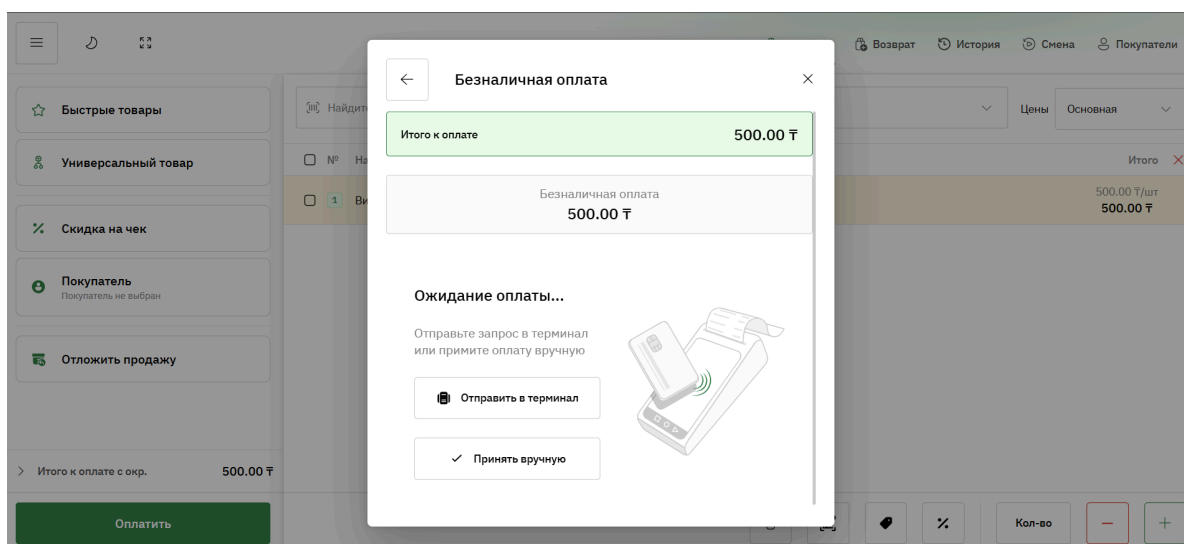 Возврат
История
Смена
Покупатели
Безналичная оплата
Быстрые товары
Цены
Основная
Итого к оплате
500.00 ₸
Универсальный товар
№
Итого
Безналичная оплата
500.00 ₸
1
500.00 ₸/шт
500.00 ₸
Скидка на чек
Покупатель
Покупатель не выбран
Ожидание оплаты...
Отправьте запрос в терминал
или примите оплату вручную
Отложить продажу
Отправить в терминал
Принять вручную
Итого к оплате с окр.
500.00 ₸
Оплатить
Кол-во